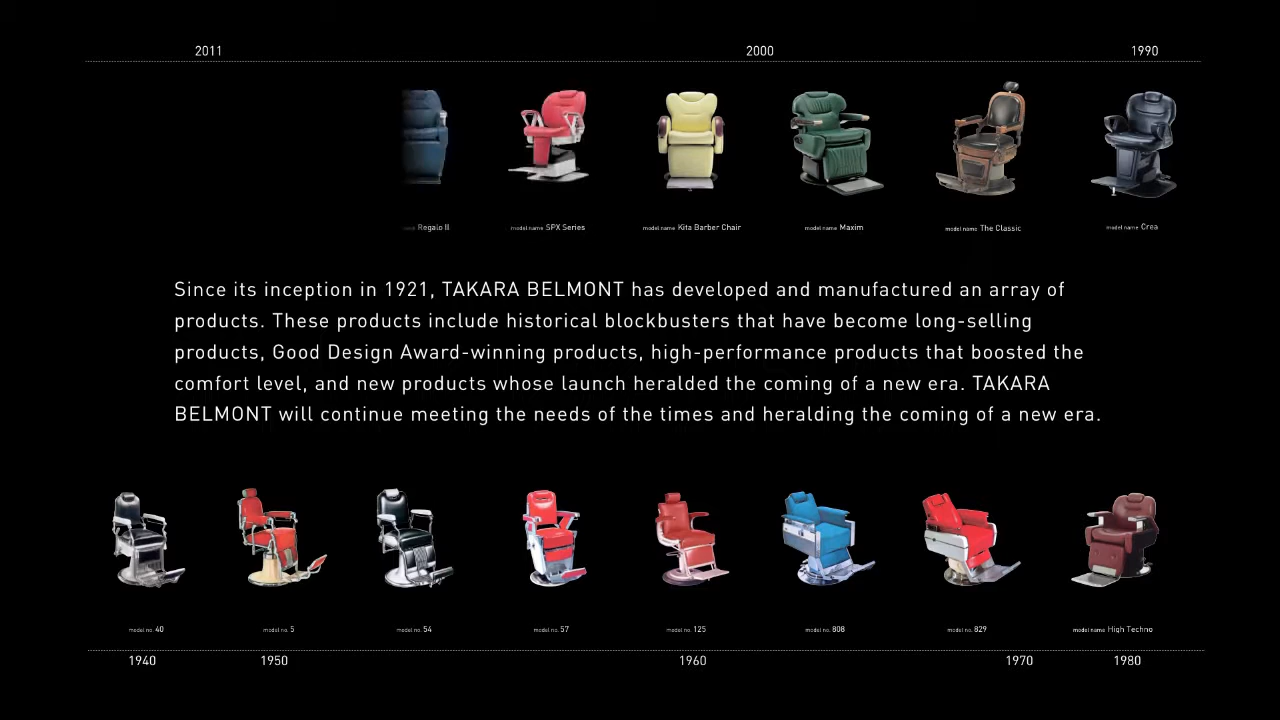 2011 2000 1990
Regalo II model name SPX Series model name Kita Barber Chair model name Maxim model name The Classic model name Crea
Since its inception in 1921, TAKARA BELMONT has developed and manufactured an array of
products. These products include historical blockbusters that have become long-selling
products, Good Design Award-winning products, high-performance products that boosted the
comfort level, and new products whose launch heralded the coming of a new era. TAKARA
BELMONT will continue meeting the needs of the times and heralding the coming of a new era.
model no. 40 model no. 5 model no. 54 model no. 57 model no. 125 model no. 808 model no. 829 model name High Techno
1940 1950 1960 1970 1980